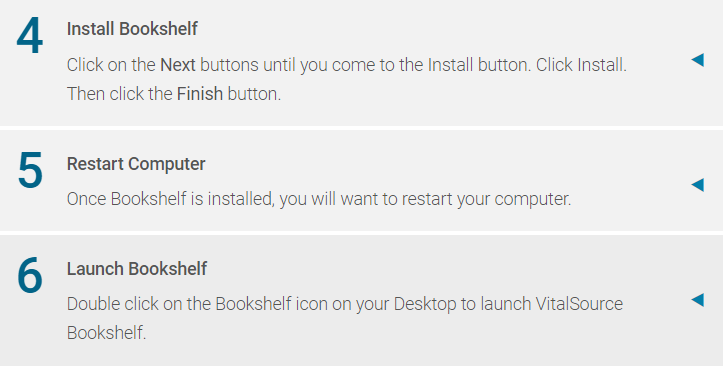 4
Install Bookshelf
Click on the Next buttons until you come to the Install button. Click Install.
Then click the Finish button.
5
Restart Computer
Once Bookshelf is installed, you will want to restart your computer.
6
Launch Bookshelf
Double click on the Bookshelf icon on your Desktop to launch VitalSource
Bookshelf.